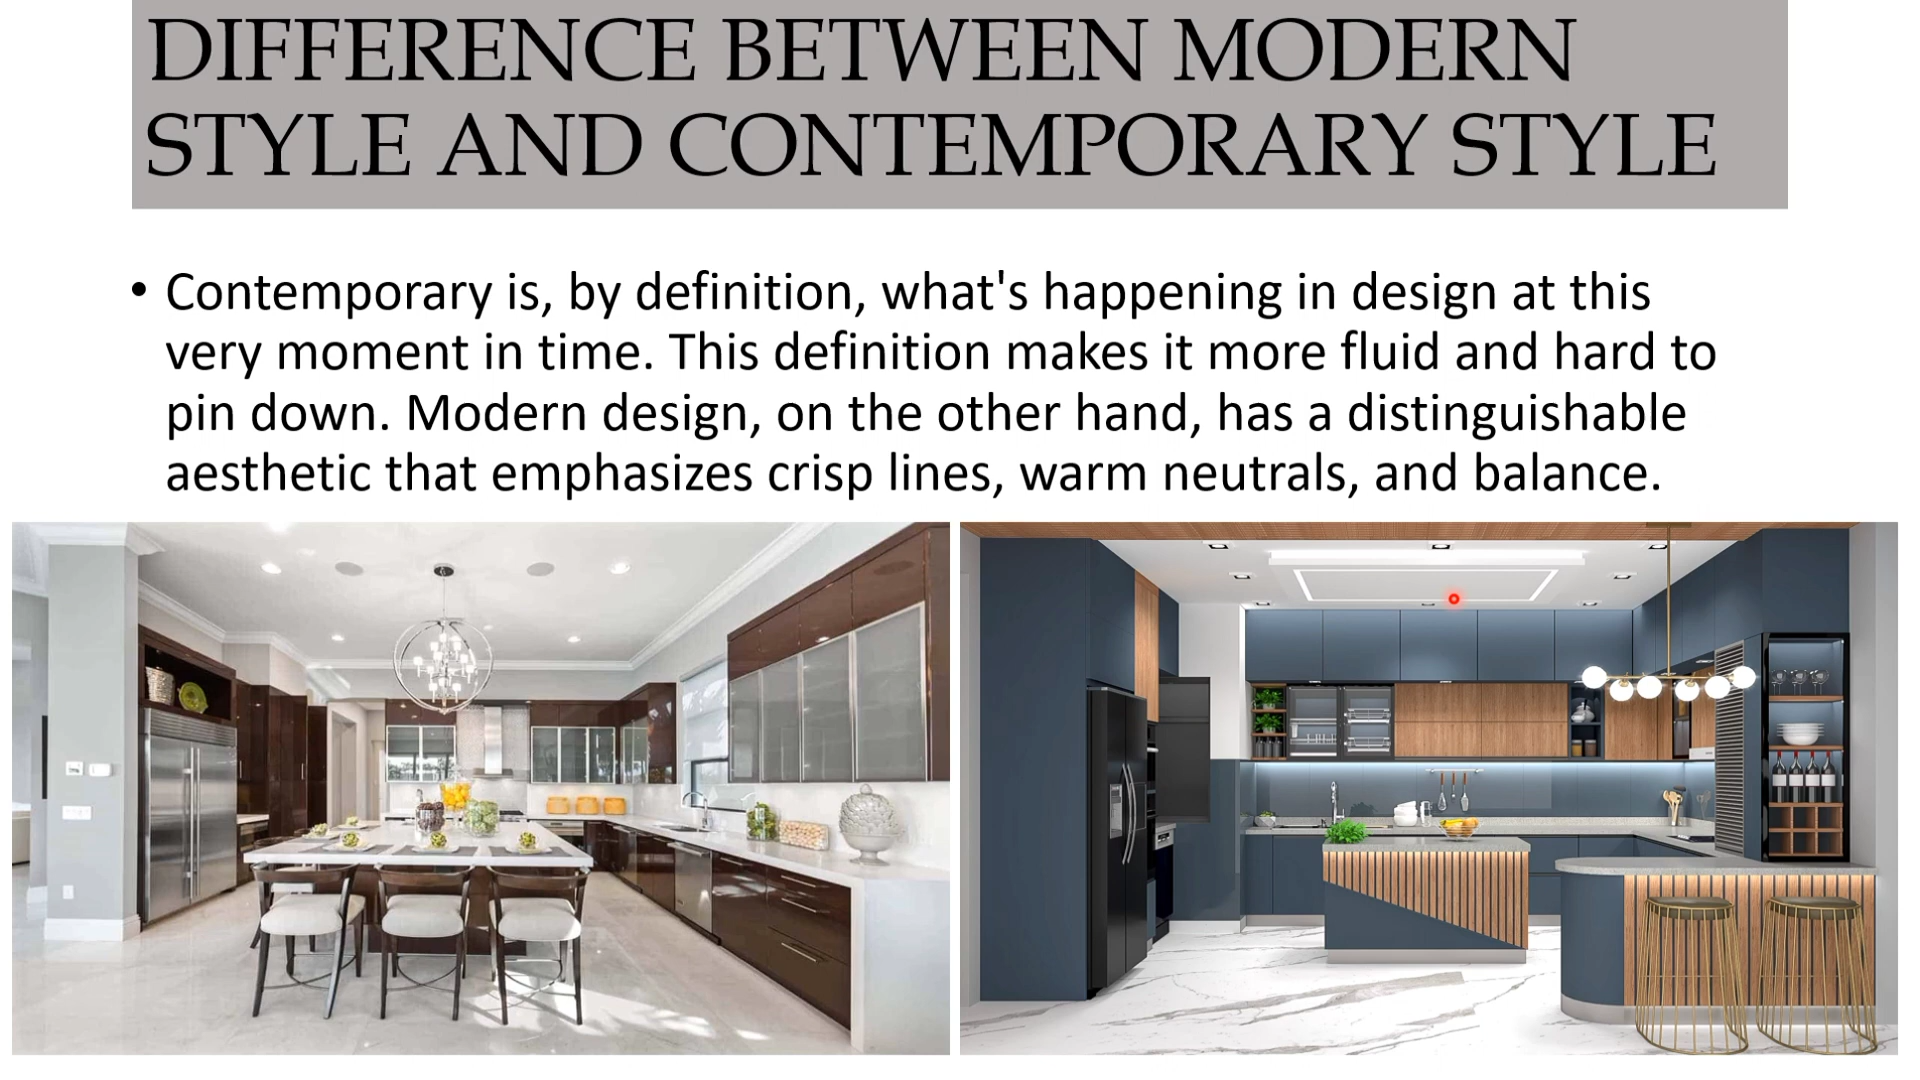 DIFFERENCE BETWEEN MODERN
STYLE AND CONTEMPORARY STYLE
• Contemporary is, by definition, what's happening in design at this
very moment in time. This definition makes it more fluid and hard to
pin down. Modern design, on the other hand, has a distinguishable
aesthetic that emphasizes crisp lines, warm neutrals, and balance.